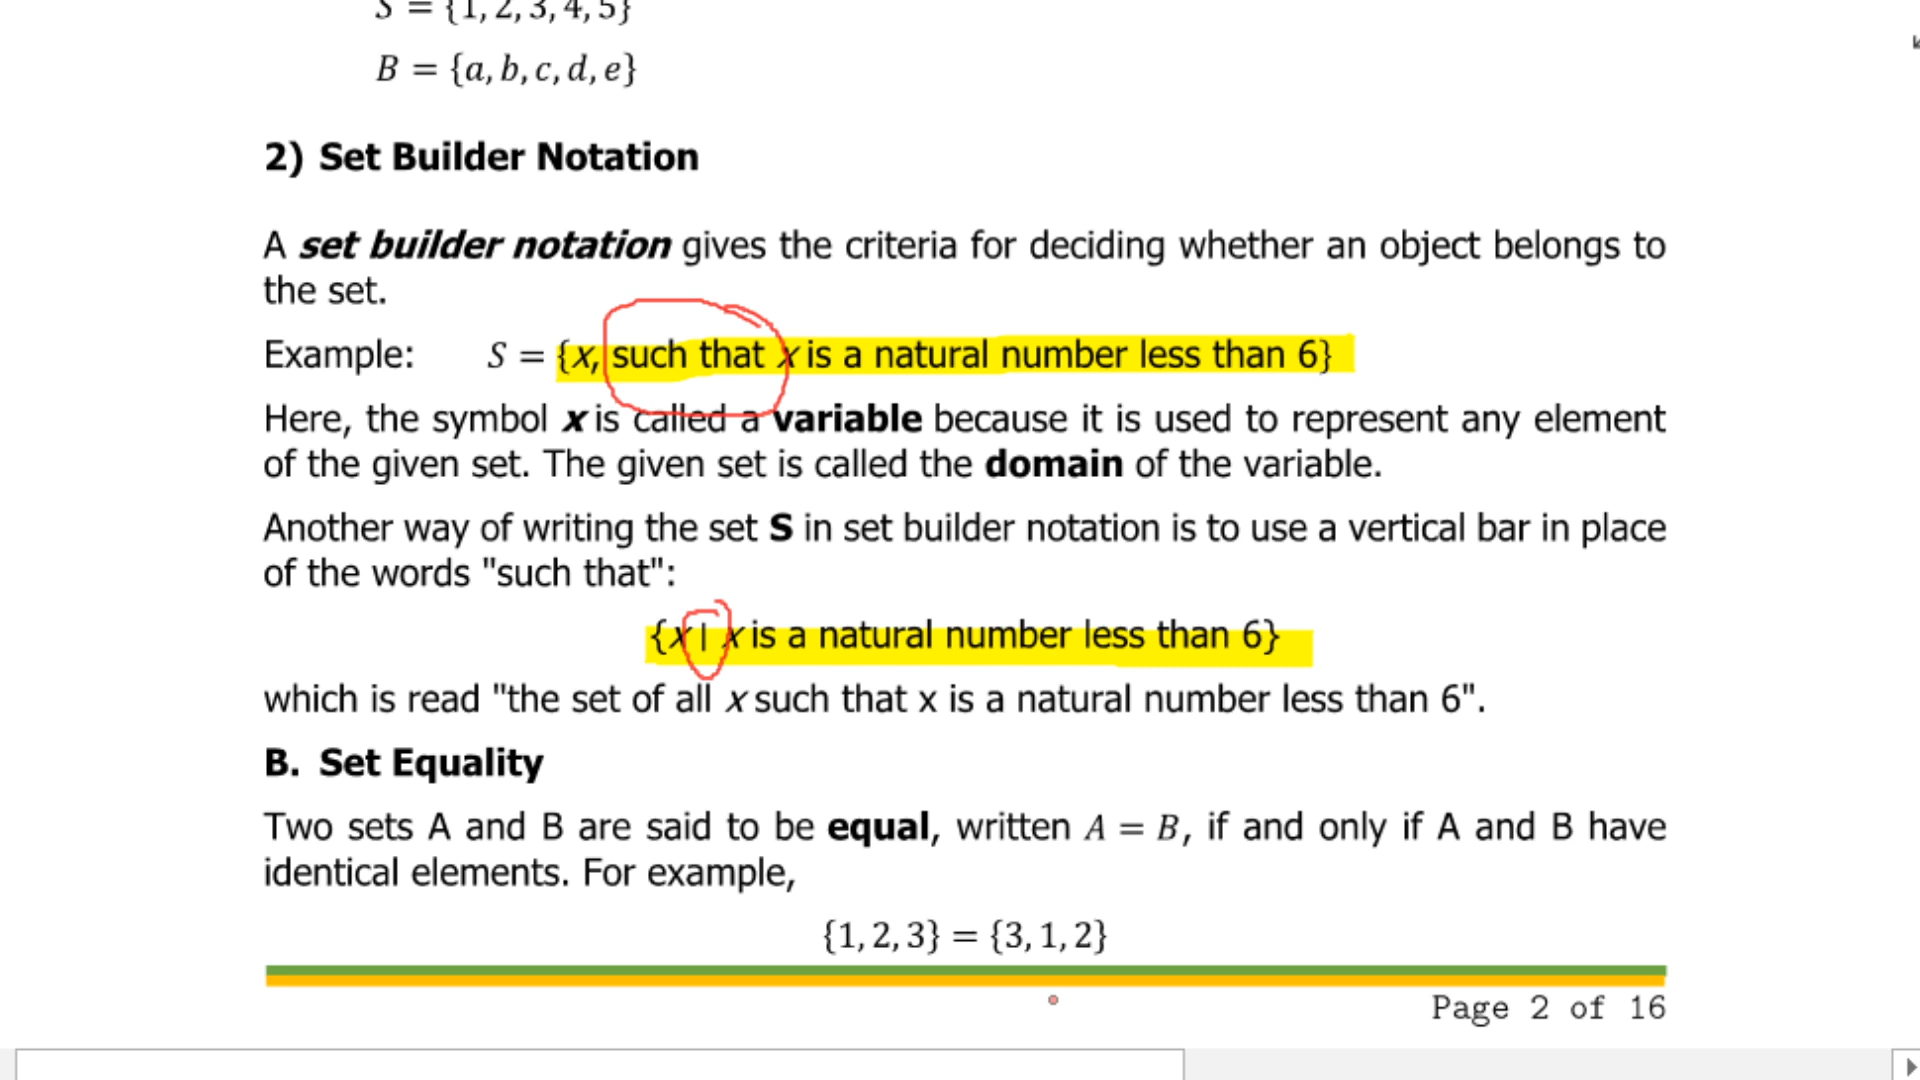 S = {1, 2, 3, 4, 5}
B = {a, b, c, d, e}
2) Set Builder Notation
A set builder notation gives the criteria for deciding whether an object belongs to
the set.
Example: S = {x, such that x is a natural number less than 6}
Here, the symbol x is called a variable because it is used to represent any element
of the given set. The given set is called the domain of the variable.
Another way of writing the set S in set builder notation is to use a vertical bar in place
of the words "such that":
{x | x is a natural number less than 6}
which is read "the set of all x such that x is a natural number less than 6".
B. Set Equality
Two sets A and B are said to be equal, written A = B, if and only if A and B have
identical elements. For example,
{1, 2, 3} = {3, 1, 2}
Page 2 of 16